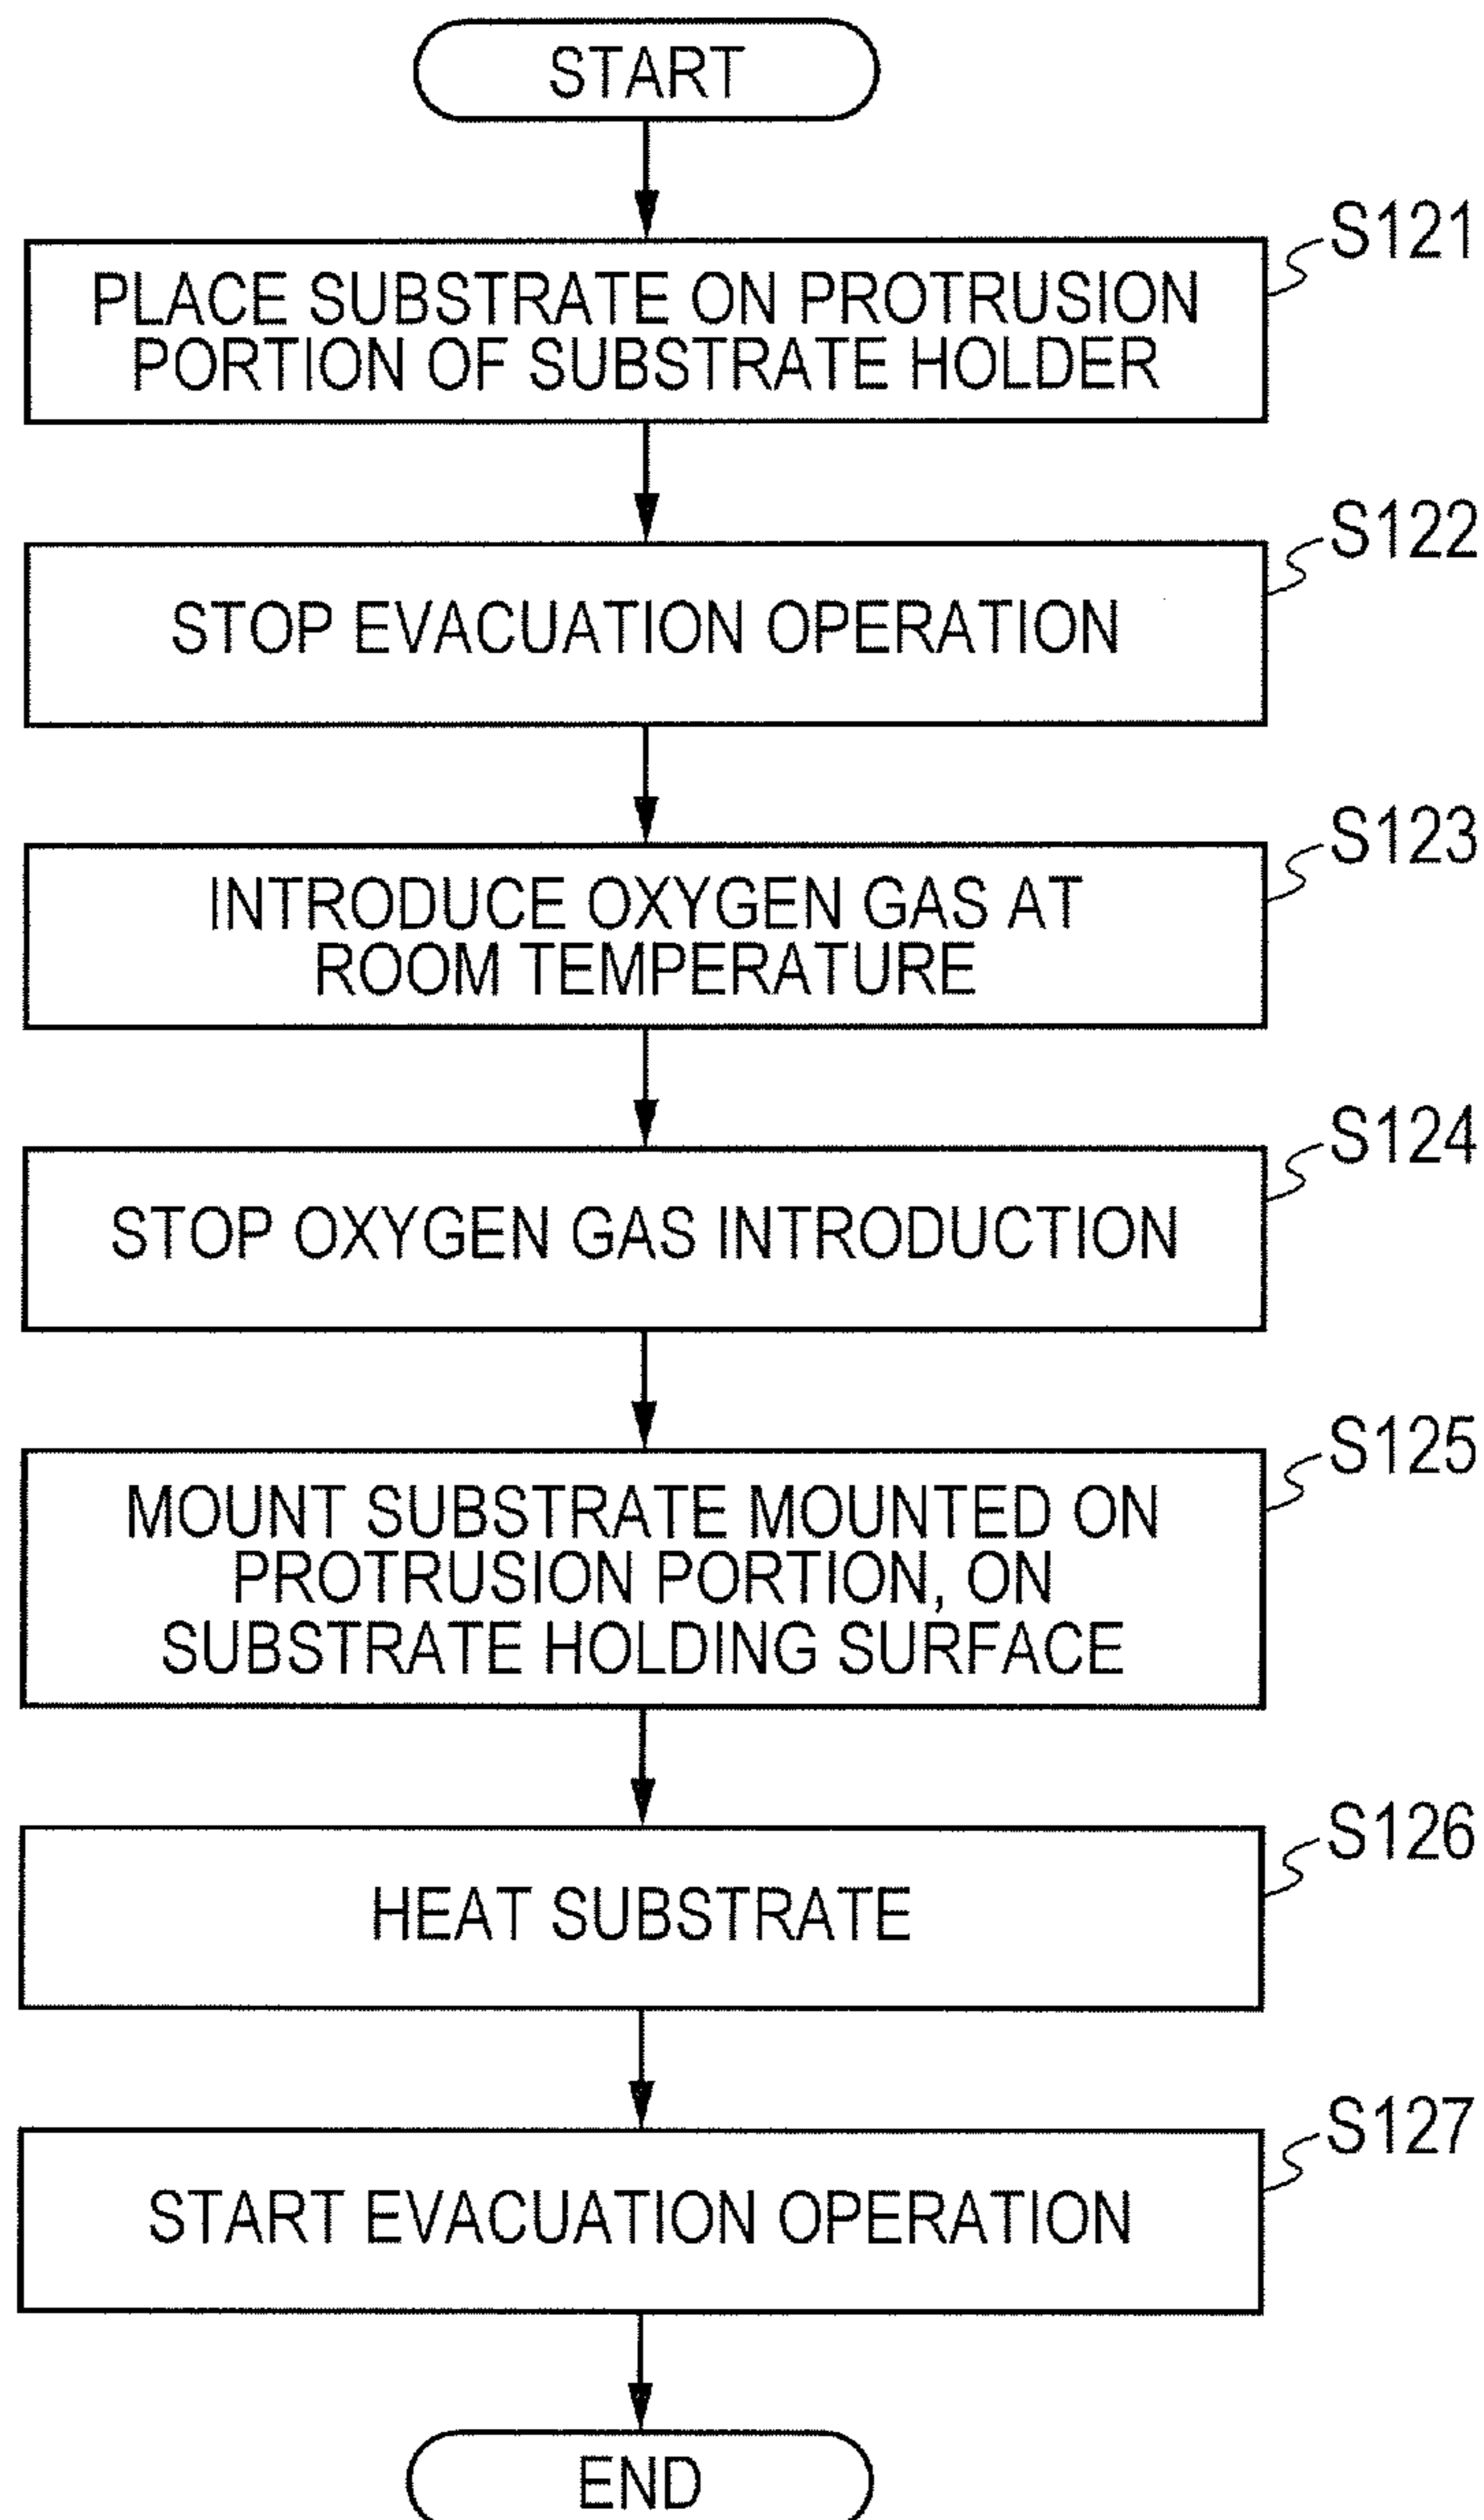 START
S121
PLACE SUBSTRATE ON PROTRUSION
PORTION OF SUBSTRATE HOLDER
S122
STOP EVACUATION OPERATION
S123
INTRODUCE OXYGEN GAS AT
ROOM TEMPERATURE
S124
STOP OXYGEN GAS INTRODUCTION
S125
MOUNT SUBSTRATE MOUNTED ON
PROTRUSION PORTION, ON
SUBSTRATE HOLDING SURFACE
S126
HEAT SUBSTRATE
S127
START EVACUATION OPERATION
END